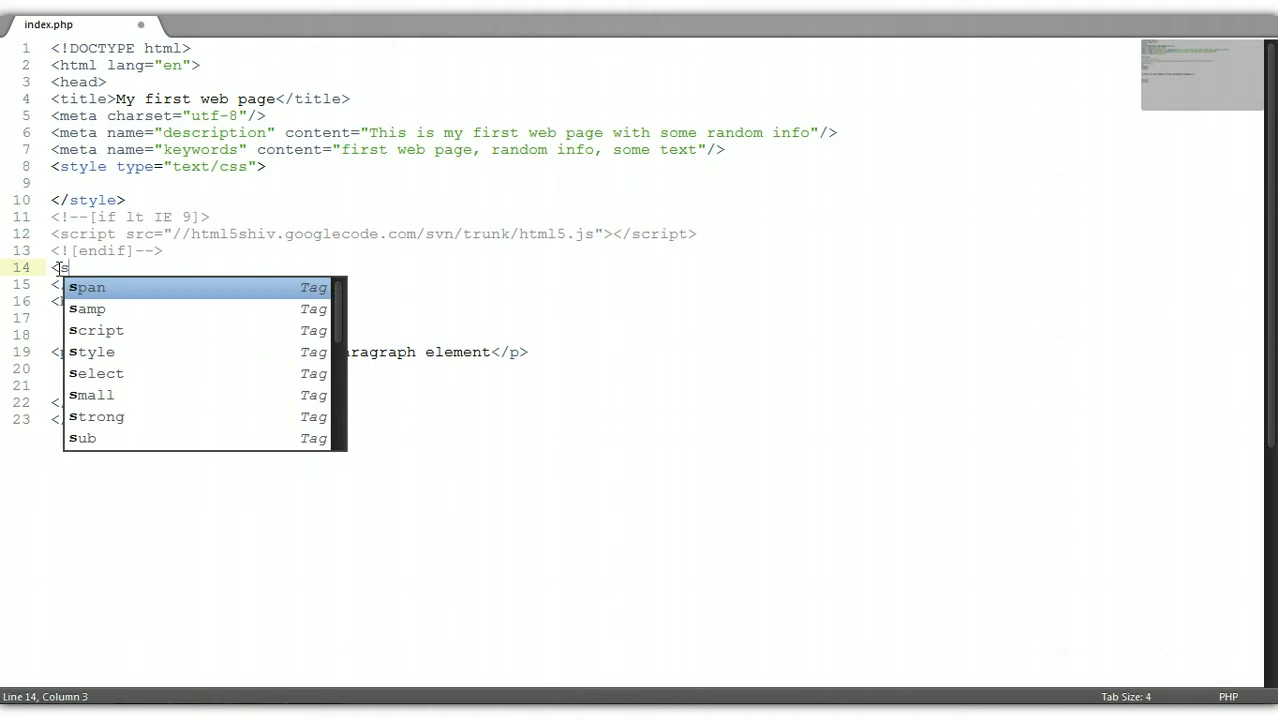 index.php
1 <!DOCTYPE html>
2 <html lang="en">
3 <head>
4 <title>My first web page</title>
5 <meta charset="utf-8"/>
6 <meta name="description" content="This is my first web page with some random info"/>
7 <meta name="keywords" content="first web page, random info, some text"/>
8 <style type="text/css">
9
10 </style>
11 <!--[if lt IE 9]>
12 <script src="//html5shiv.googlecode.com/svn/trunk/html5.js"></script>
13 <![endif]-->
14 <s
span Tag
samp Tag
script Tag
style Tag
select Tag
small Tag
strong Tag
sub Tag
15 <
16 <
17
18
19 < element</p>
20
21
22 <
23 <
Line 14, Column 3
Tab Size: 4
PHP